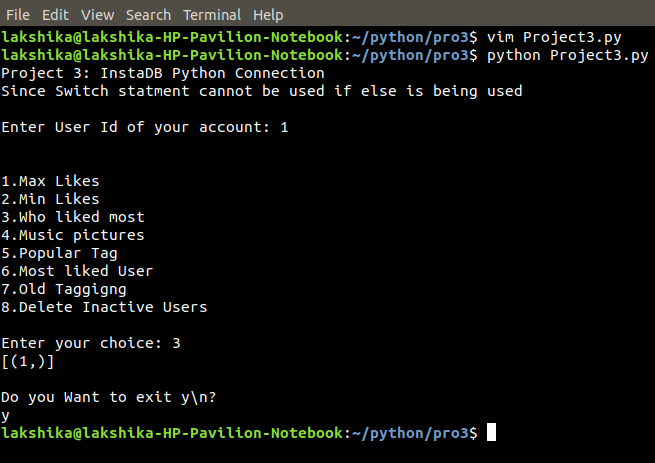 File Edit View Search Terminal Help
lakshika@lakshika-HP-Pavilion-Notebook:~/python/pro3$ vim Project3.py
lakshika@lakshika-HP-Pavilion-Notebook:~/python/pro3$ python Project3.py
Project 3: InstaDB Python Connection
Since Switch statment cannot be used if else is being used
Enter User Id of your account: 1
1.Max Likes
2.Min Likes
3.Who liked most
4.Music pictures
5.Popular Tag
6.Most liked User
7.Old Taggigng
8.Delete Inactive Users
Enter your choice: 3
[(1,)]
Do you Want to exit y\n?
y
lakshika@lakshika-HP-Pavilion-Notebook:~/python/pro3$